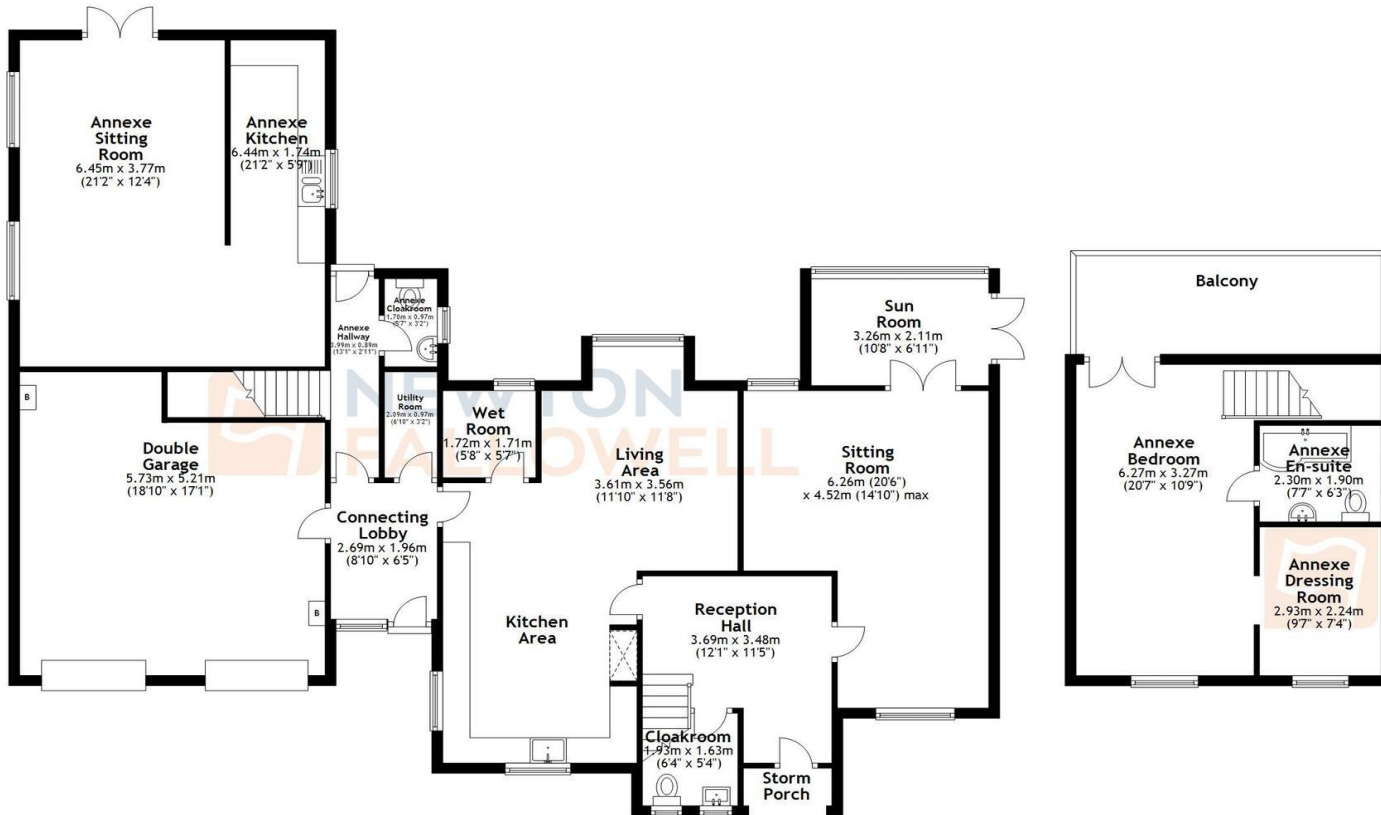 Annexe
Sitting
Room
6.45m x 3.77m
(21'2" x 12'4")
Annexe
Kitchen
6.44m x 1.74m
(21'2" x 5'9")
Annexe
Cloakroom
1.70m x 0.97m
(5'7" x 3'2")
Annexe
Hallway
3.99m x 0.89m
(13'1" x 2'11")
Utility
Room
2.09m x 0.97m
(6'10" x 3'2")
B
Double
Garage
5.73m x 5.21m
(18'10" x 17'1")
B
Connecting
Lobby
2.69m x 1.96m
(8'10" x 6'5")
Wet
Room
1.72m x 1.71m
(5'8" x 5'7")
Living
Area
3.61m x 3.56m
(11'10" x 11'8")
Kitchen
Area
Sun
Room
3.26m x 2.11m
(10'8" x 6'11")
Sitting
Room
6.26m (20'6")
x 4.52m (14'10") max
Reception
Hall
3.69m x 3.48m
(12'1" x 11'5")
Cloakroom
1.93m x 1.63m
(6'4" x 5'4")
Storm
Porch
Balcony
Annexe
Bedroom
6.27m x 3.27m
(20'7" x 10'9")
Annexe
En-suite
2.30m x 1.90m
(7'7" x 6'3")
Annexe
Dressing
Room
2.93m x 2.24m
(9'7" x 7'4")
NEWTON
FALLOWELL